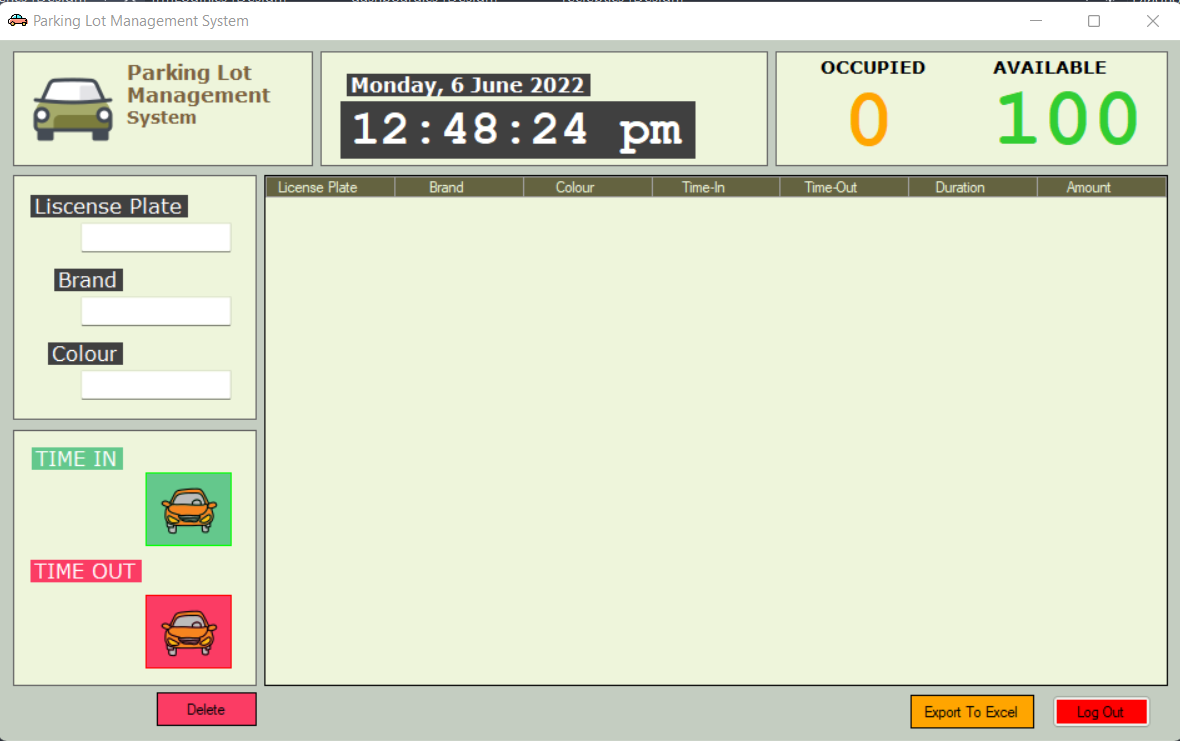 Parking Lot Management System
Parking Lot
Management
System
Monday, 6 June 2022
12:48:24 pm
OCCUPIED AVAILABLE
0 100
Liscense Plate
Brand
Colour
TIME IN
TIME OUT
Delete
License Plate Brand Colour Time-In Time-Out Duration Amount
Export To Excel
Log Out